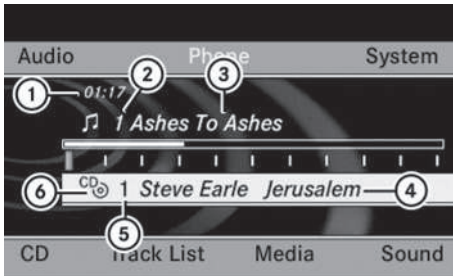 Audio Phone System
1 2 3
01:17
1 Ashes To Ashes
6 CD 1 Steve Earle Jerusalem 4
5
CD Track List Media Sound